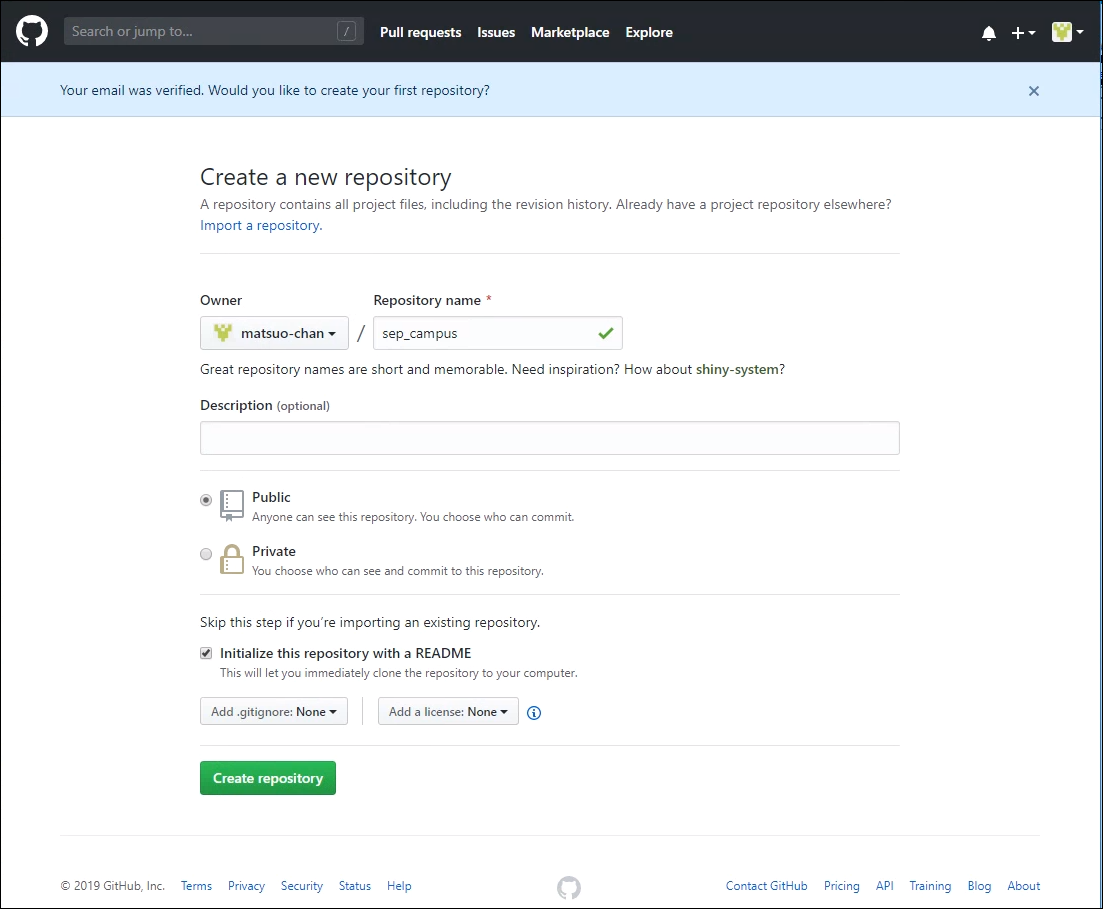 Search or jump to...
/
Pull requests Issues Marketplace Explore
Your email was verified. Would you like to create your first repository?
Create a new repository
A repository contains all project files, including the revision history. Already have a project repository elsewhere?
Import a repository.
Owner
Repository name *
matsuo-chan / sep_campus
Great repository names are short and memorable. Need inspiration? How about shiny-system?
Description (optional)
Public
Anyone can see this repository. You choose who can commit.
Private
You choose who can see and commit to this repository.
Skip this step if you’re importing an existing repository.
Initialize this repository with a README
This will let you immediately clone the repository to your computer.
Add .gitignore: None
Add a license: None
Create repository
© 2019 GitHub, Inc. Terms Privacy Security Status Help
Contact GitHub Pricing API Training Blog About